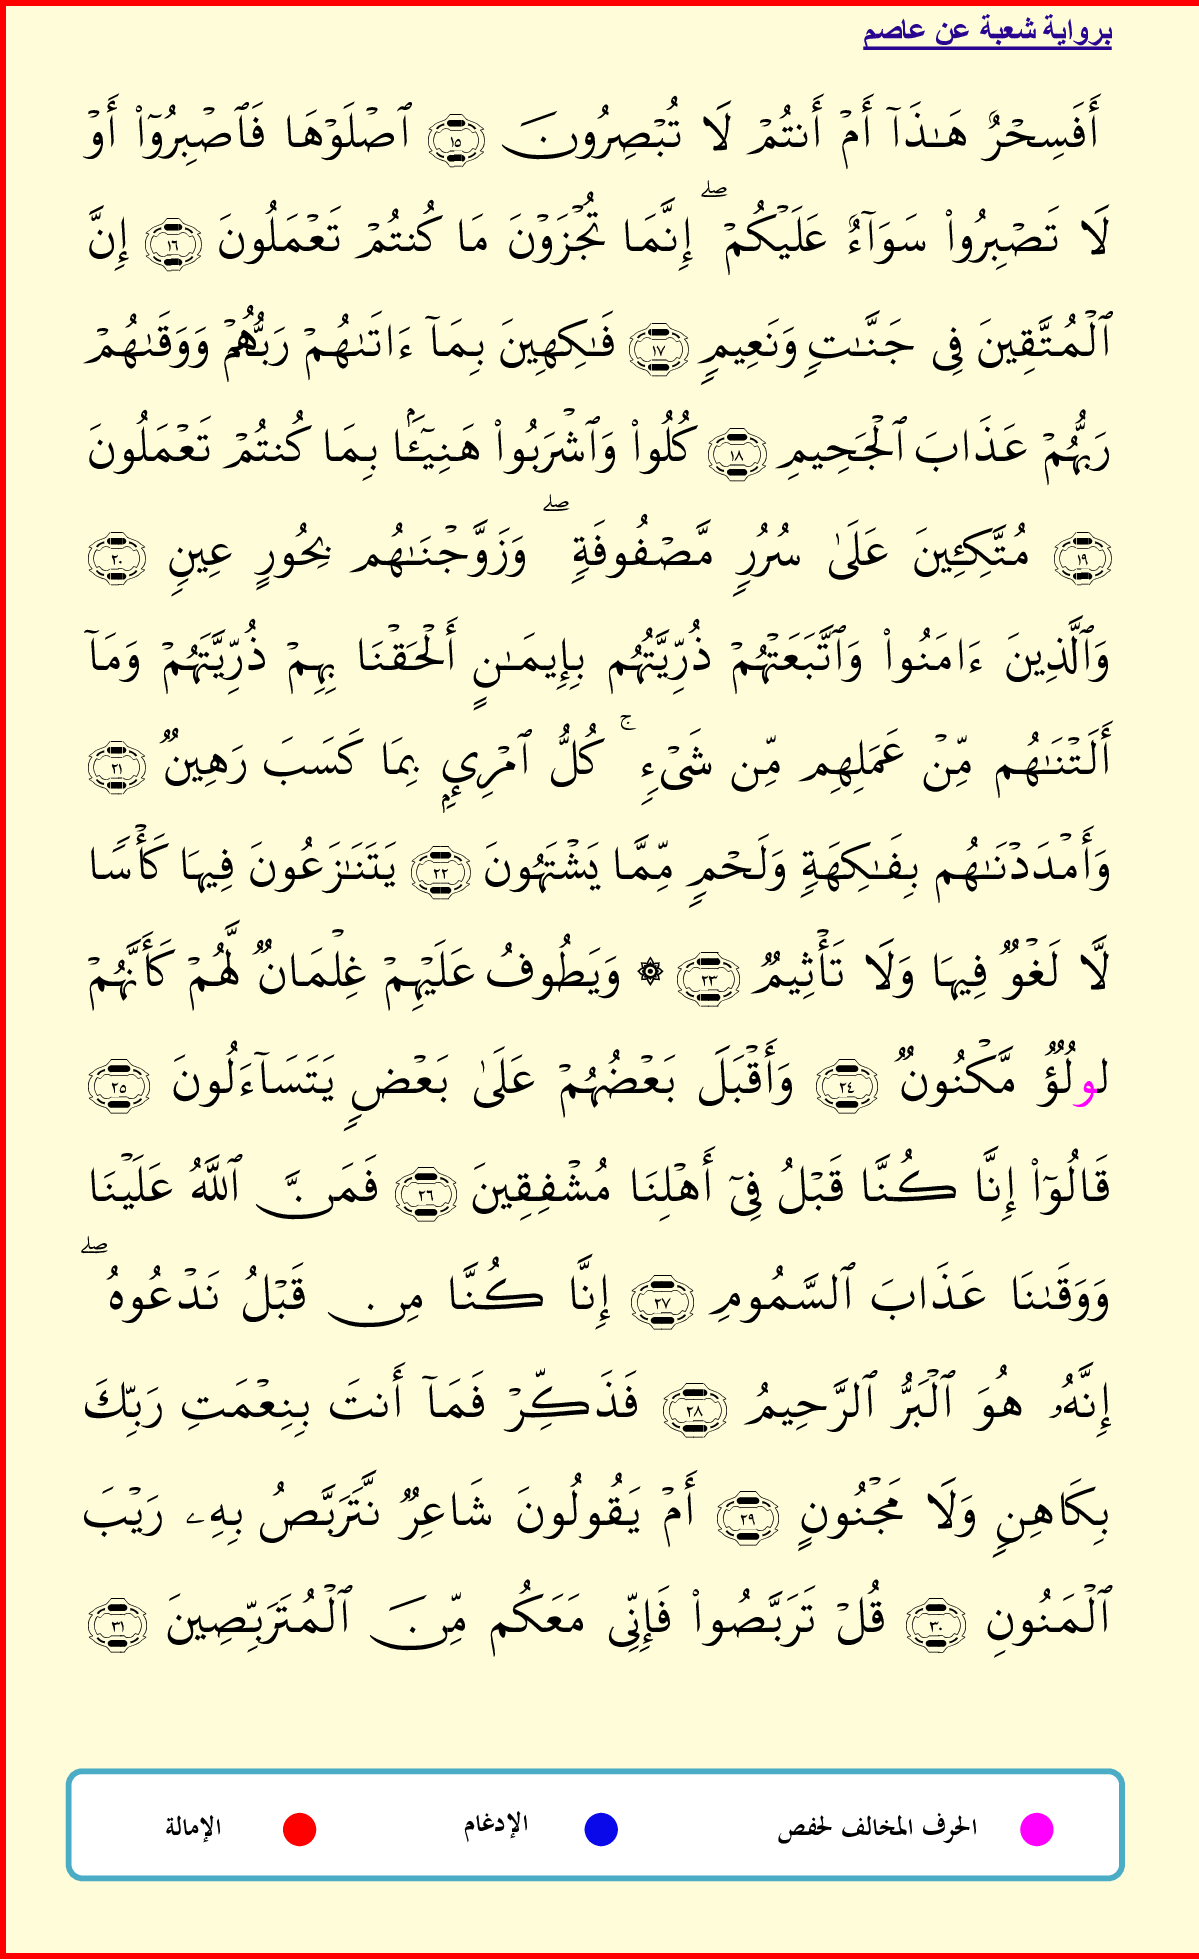 برواية شعبة عن عاصم
أَفَسِحْرٌ هَـٰذَآ أَمْ أَنتُمْ لَا تُبْصِرُونَ ١٥ ٱصْلَوْهَا فَٱصْبِرُوٓا۟ أَوْ
لَا تَصْبِرُوا۟ سَوَآءٌ عَلَيْكُمْ ۖ إِنَّمَا تُجْزَوْنَ مَا كُنتُمْ تَعْمَلُونَ ١٦ إِنَّ
ٱلْمُتَّقِينَ فِى جَنَّـٰتٍ وَنَعِيمٍ ١٧ فَـٰكِهِينَ بِمَآ ءَاتَىٰهُمْ رَبُّهُمْ وَوَقَىٰهُمْ
رَبُّهُمْ عَذَابَ ٱلْجَحِيمِ ١٨ كُلُوا۟ وَٱشْرَبُوا۟ هَنِيٓـًٔۢا بِمَا كُنتُمْ تَعْمَلُونَ
١٩ مُتَّكِـِٔينَ عَلَىٰ سُرُرٍ مَّصْفُوفَةٍ ۖ وَزَوَّجْنَـٰهُم بِحُورٍ عِينٍ ٢٠
وَٱلَّذِينَ ءَامَنُوا۟ وَٱتَّبَعَتْهُمْ ذُرِّيَّتُهُم بِإِيمَـٰنٍ أَلْحَقْنَا بِهِمْ ذُرِّيَّتَهُمْ وَمَآ
أَلَتْنَـٰهُم مِّنْ عَمَلِهِم مِّن شَىْءٍ ۚ كُلُّ ٱمْرِئٍۭ بِمَا كَسَبَ رَهِينٌ ٢١
وَأَمْدَدْنَـٰهُم بِفَـٰكِهَةٍ وَلَحْمٍ مِّمَّا يَشْتَهُونَ ٢٢ يَتَنَـٰزَعُونَ فِيهَا كَأْسًا
لَّا لَغْوٌ فِيهَا وَلَا تَأْثِيمٌ ٢٣ ۞ وَيَطُوفُ عَلَيْهِمْ غِلْمَانٌ لَّهُمْ كَأَنَّهُمْ
لُولُؤٌ مَّكْنُونٌ ٢٤ وَأَقْبَلَ بَعْضُهُمْ عَلَىٰ بَعْضٍ يَتَسَآءَلُونَ ٢٥
قَالُوٓا۟ إِنَّا كُنَّا قَبْلُ فِىٓ أَهْلِنَا مُشْفِقِينَ ٢٦ فَمَنَّ ٱللَّهُ عَلَيْنَا
وَوَقَىٰنَا عَذَابَ ٱلسَّمُومِ ٢٧ إِنَّا كُنَّا مِن قَبْلُ نَدْعُوهُ ۖ
إِنَّهُۥ هُوَ ٱلْبَرُّ ٱلرَّحِيمُ ٢٨ فَذَكِّرْ فَمَآ أَنتَ بِنِعْمَتِ رَبِّكَ
بِكَاهِنٍ وَلَا مَجْنُونٍ ٢٩ أَمْ يَقُولُونَ شَاعِرٌ نَّتَرَبَّصُ بِهِۦ رَيْبَ
ٱلْمَنُونِ ٣٠ قُلْ تَرَبَّصُوا۟ فَإِنِّى مَعَكُم مِّنَ ٱلْمُتَرَبِّصِينَ ٣١
الحرف المخالف لحفص الإدغام الإمالة